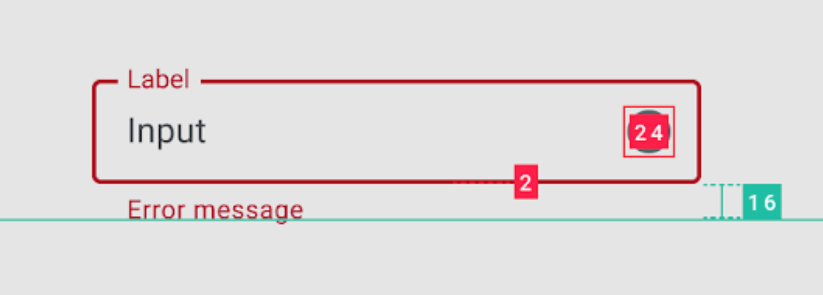 Label
Input
24
2
Error message
16